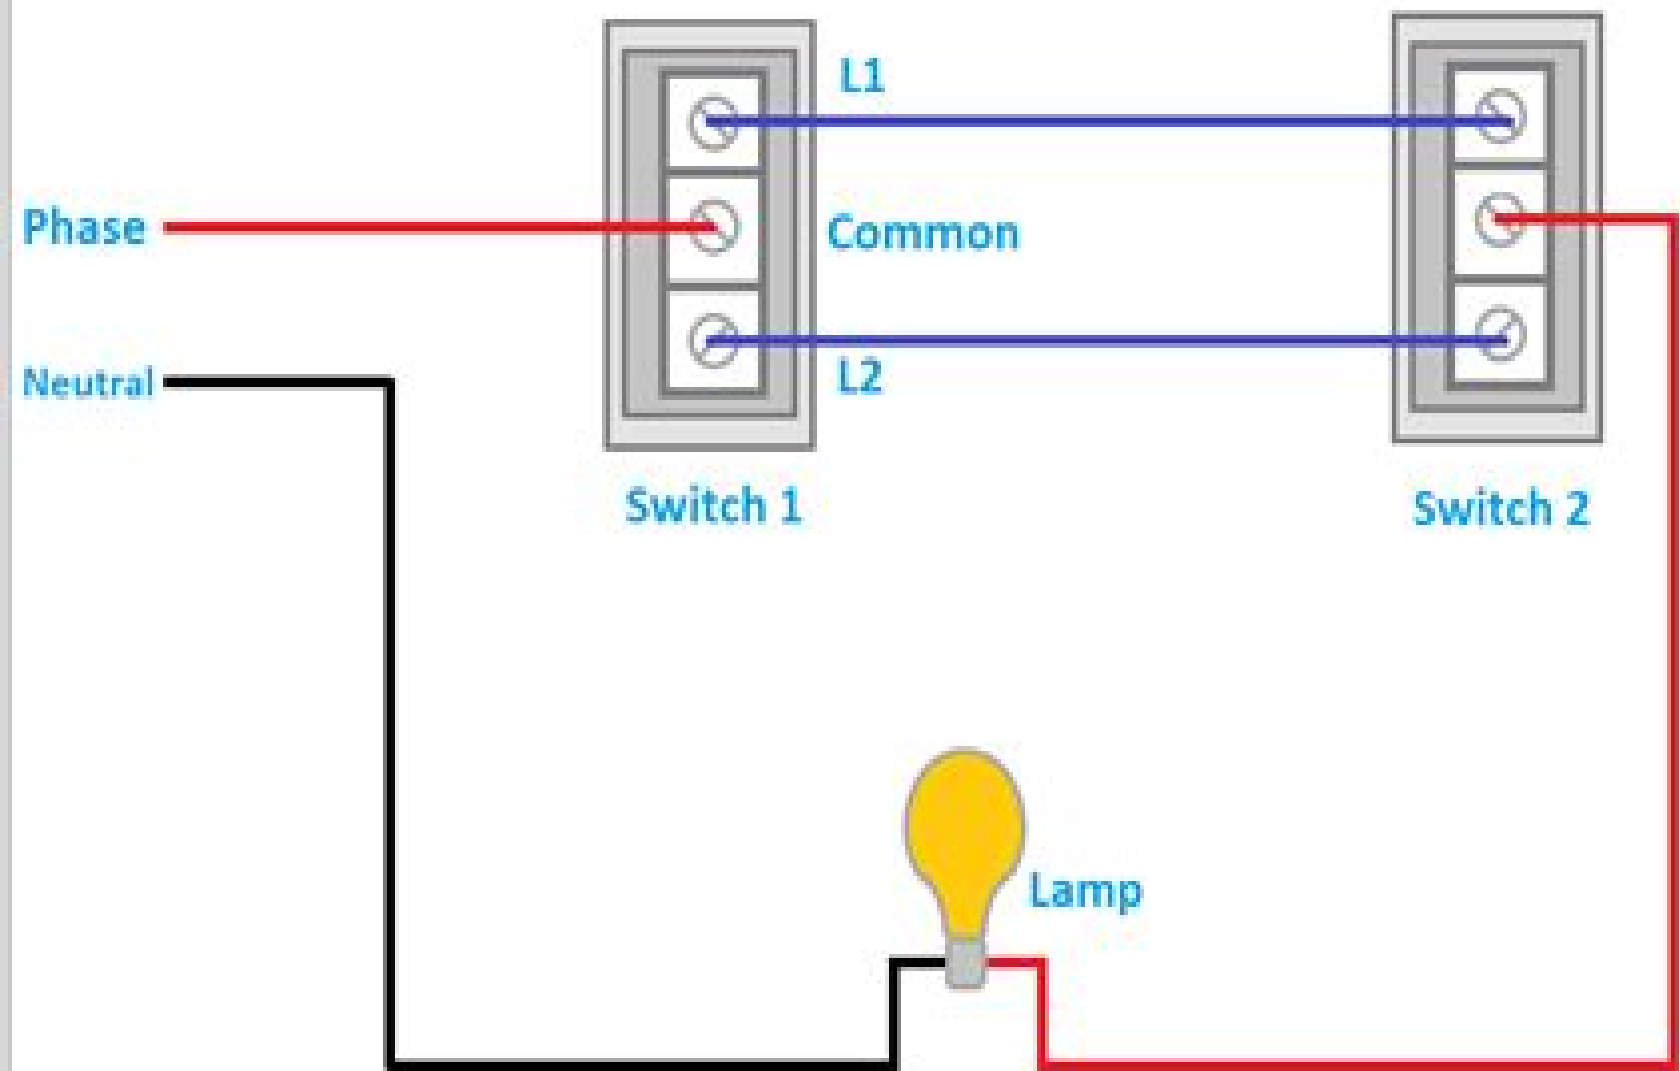 L1
Phase
Common
Neutral
L2
Switch 1
Switch 2
Lamp